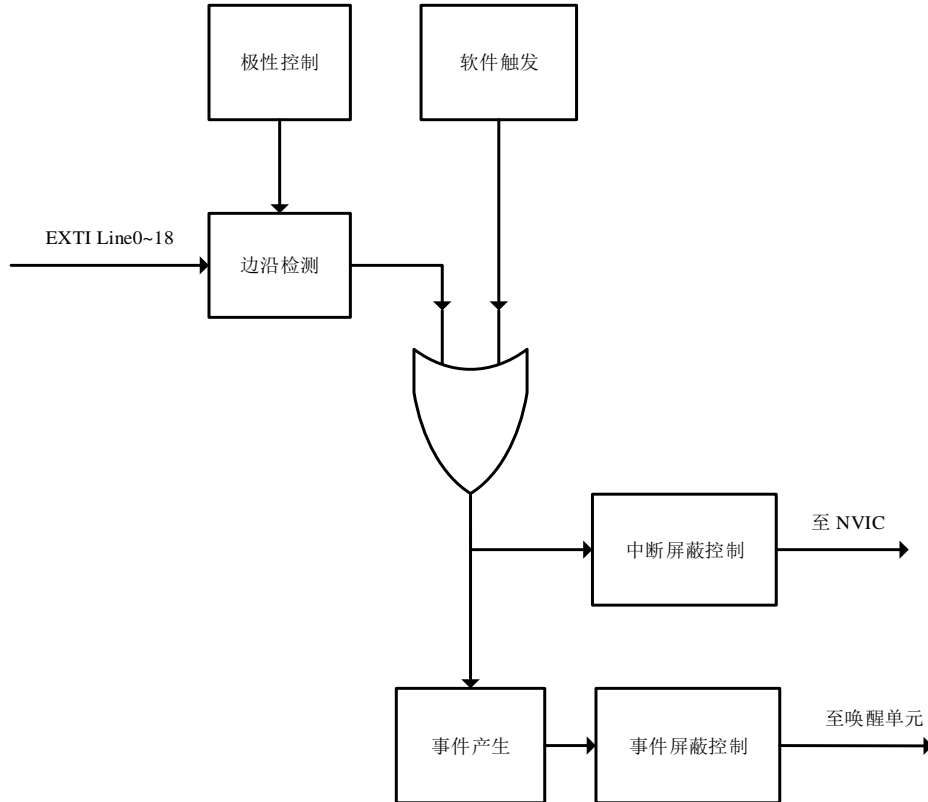 极性控制
软件触发
EXTI Line0~18
边沿检测
至 NVIC
中断屏蔽控制
至唤醒单元
事件产生
事件屏蔽控制